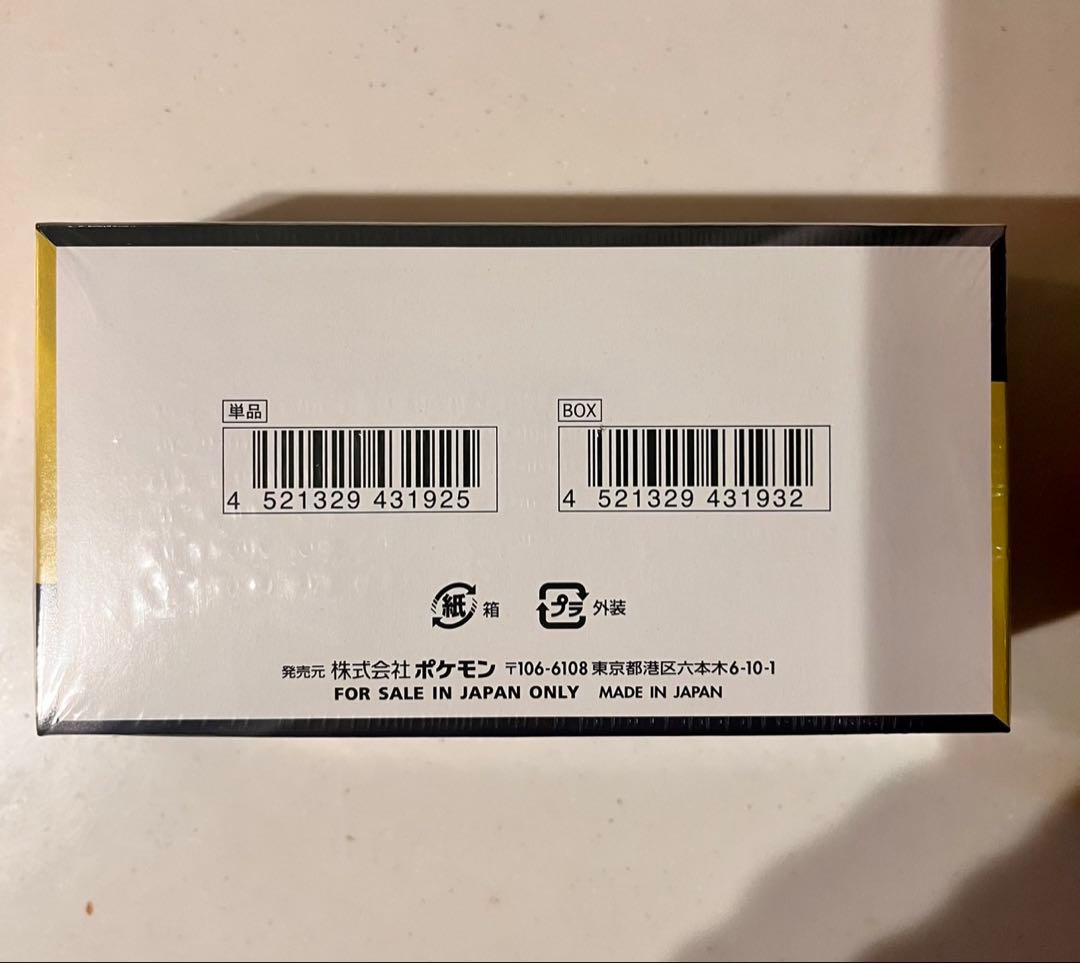 単品
4 521329 431925
BOX
4 521329 431932
紙 箱
プラ 外装
発売元 株式会社 ポケモン 〒106-6108 東京都港区六本木6-10-1
FOR SALE IN JAPAN ONLY MADE IN JAPAN